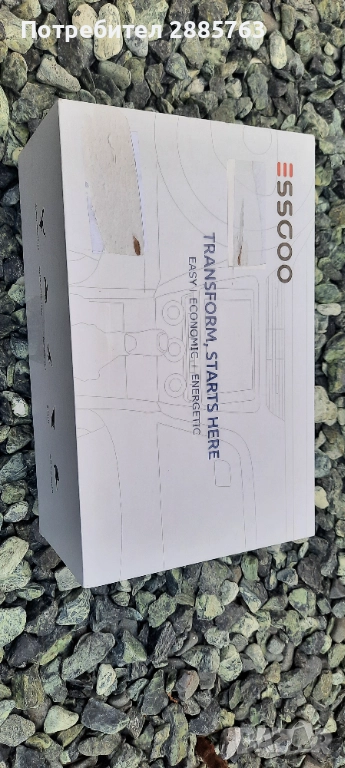 Потребител 2885763
ESSGOO
TRANSFORM, STARTS HERE
EASY | ECONOMIC | ENERGETIC